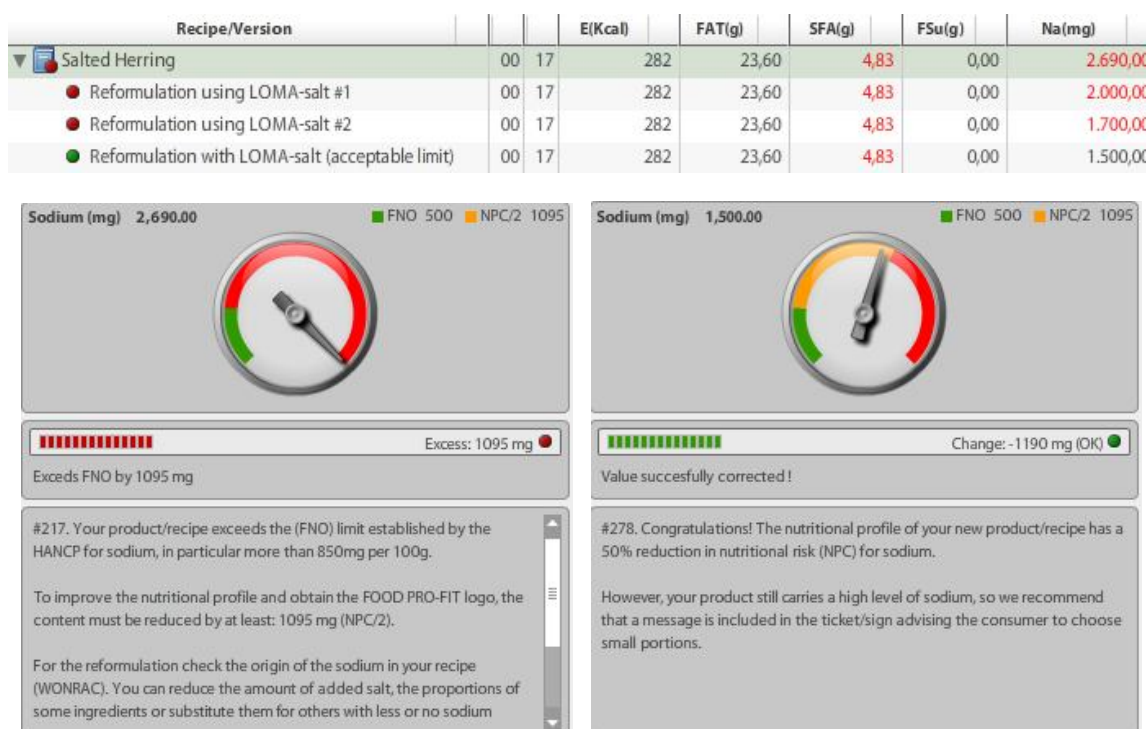 Recipe/Version E(Kcal) FAT(g) SFA(g) FSu(g) Na(mg)
Salted Herring 00 17 282 23,60 4,83 0,00 2.690,00
Reformulation using LOMA-salt #1 00 17 282 23,60 4,83 0,00 2.000,00
Reformulation using LOMA-salt #2 00 17 282 23,60 4,83 0,00 1.700,00
Reformulation with LOMA-salt (acceptable limit) 00 17 282 23,60 4,83 0,00 1.500,00
Sodium (mg) 2,690.00 FNO 500 NPC/2 1095
Excess: 1095 mg
Exceds FNO by 1095 mg
#217. Your product/recipe exceeds the (FNO) limit established by the
HANCP for sodium, in particular more than 850mg per 100g.
To improve the nutritional profile and obtain the FOOD PRO-FIT logo, the
content must be reduced by at least: 1095 mg (NPC/2).
For the reformulation check the origin of the sodium in your recipe
(WONRAC). You can reduce the amount of added salt, the proportions of
some ingredients or substitute them for others with less or no sodium
Sodium (mg) 1,500.00 FNO 500 NPC/2 1095
Change: -1190 mg (OK)
Value succesfully corrected!
#278. Congratulations! The nutritional profile of your new product/recipe has a
50% reduction in nutritional risk (NPC) for sodium.
However, your product still carries a high level of sodium, so we recommend
that a message is included in the ticket/sign advising the consumer to choose
small portions.